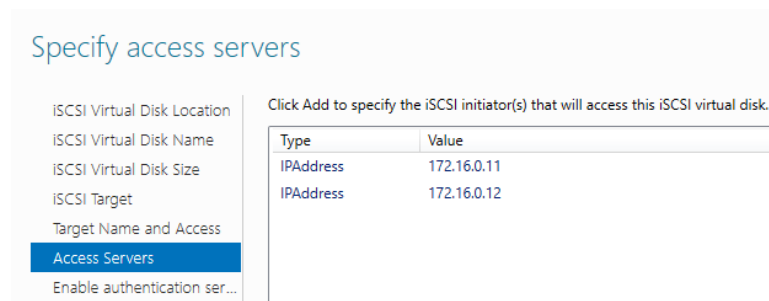 Specify access servers
iSCSI Virtual Disk Location
iSCSI Virtual Disk Name
iSCSI Virtual Disk Size
iSCSI Target
Target Name and Access
Access Servers
Enable authentication ser...
Click Add to specify the iSCSI initiator(s) that will access this iSCSI virtual disk.
Type Value
IPAddress 172.16.0.11
IPAddress 172.16.0.12